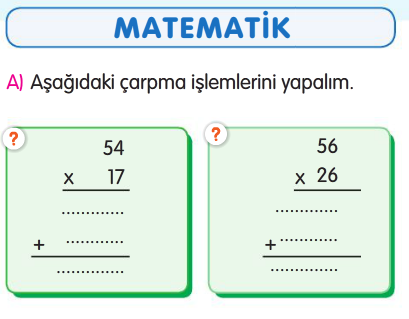 MATEMATİK
A) Aşağıdaki çarpma işlemlerini yapalım.
?
54
x 17
.............
+ ............
..............
?
56
x 26
.............
+ ............
..............